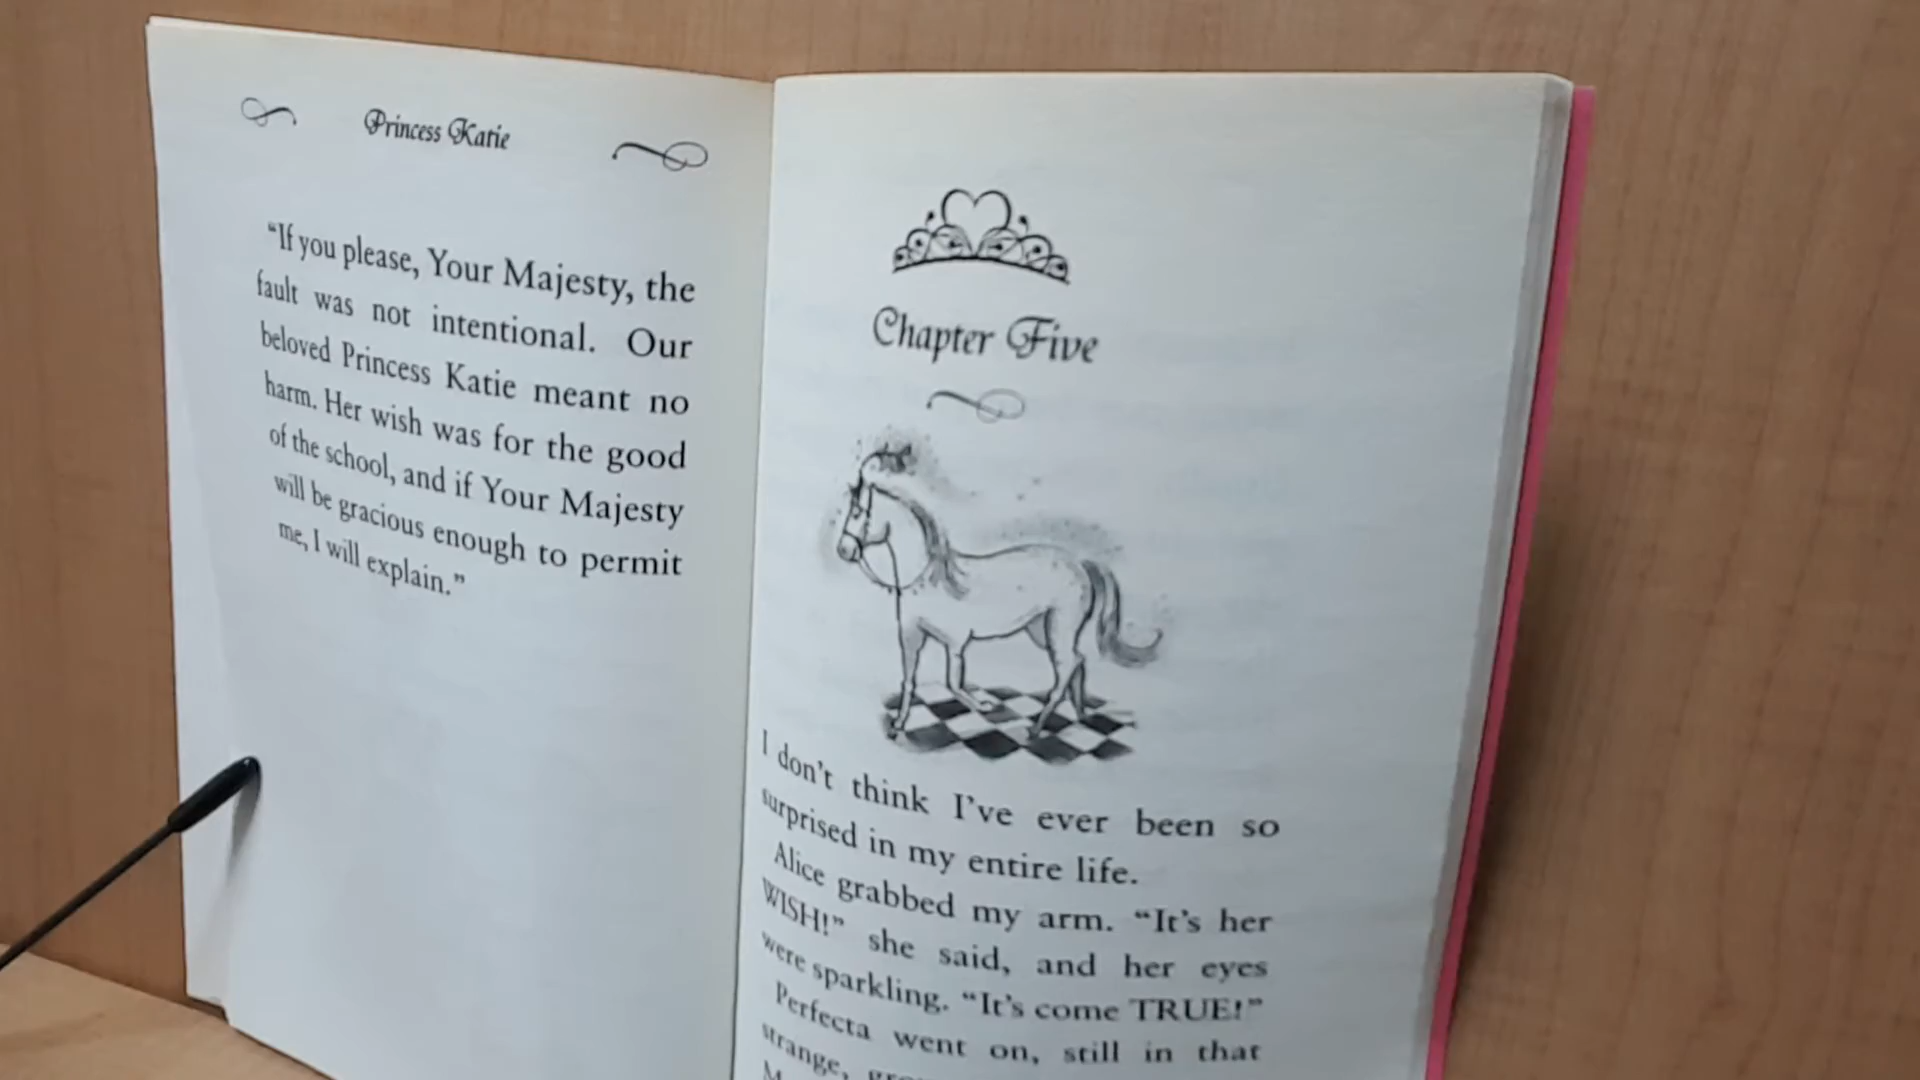 Princess Katie
“If you please, Your Majesty, the
fault was not intentional. Our
beloved Princess Katie meant no
harm. Her wish was for the good
of the school, and if Your Majesty
will be gracious enough to permit
me, I will explain.”
Chapter Five
I don’t think I’ve ever been so
surprised in my entire life.
Alice grabbed my arm. “It’s her
WISH!” she said, and her eyes
were sparkling. “It’s come TRUE!”
Perfecta went on, still in that
strange,